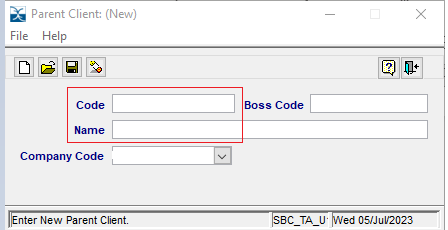 Parent Client: (New)
File Help
Code Boss Code
Name
Company Code
Enter New Parent Client. SBC_TA_U Wed 05/Jul/2023